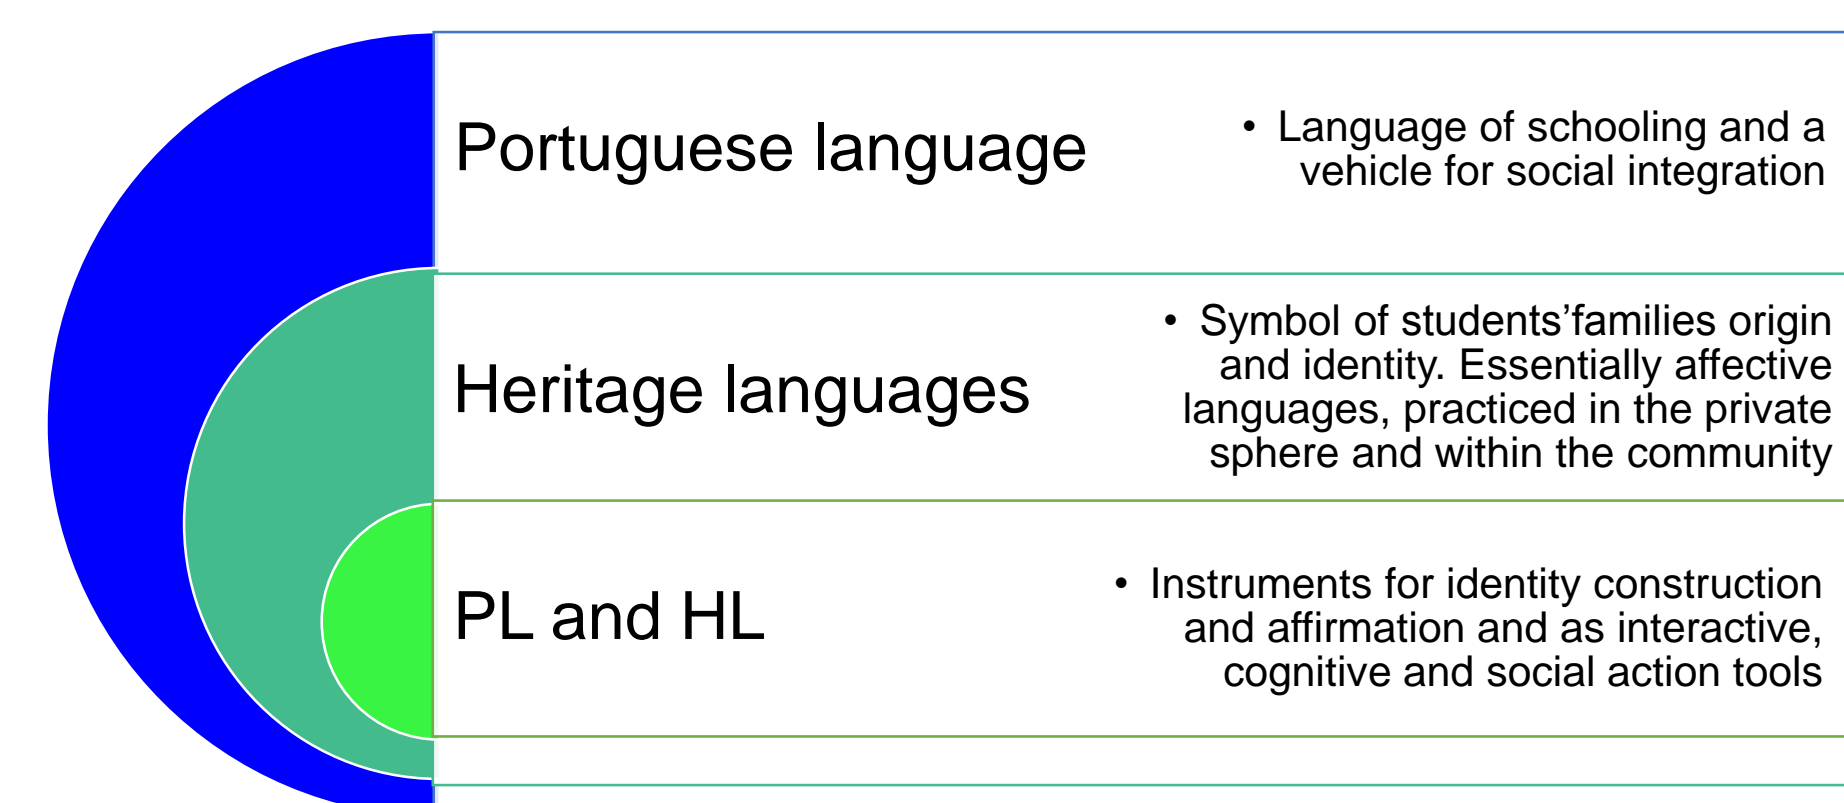 Portuguese language
• Language of schooling and a
vehicle for social integration
Heritage languages
• Symbol of students’families origin
and identity. Essentially affective
languages, practiced in the private
sphere and within the community
PL and HL
• Instruments for identity construction
and affirmation and as interactive,
cognitive and social action tools